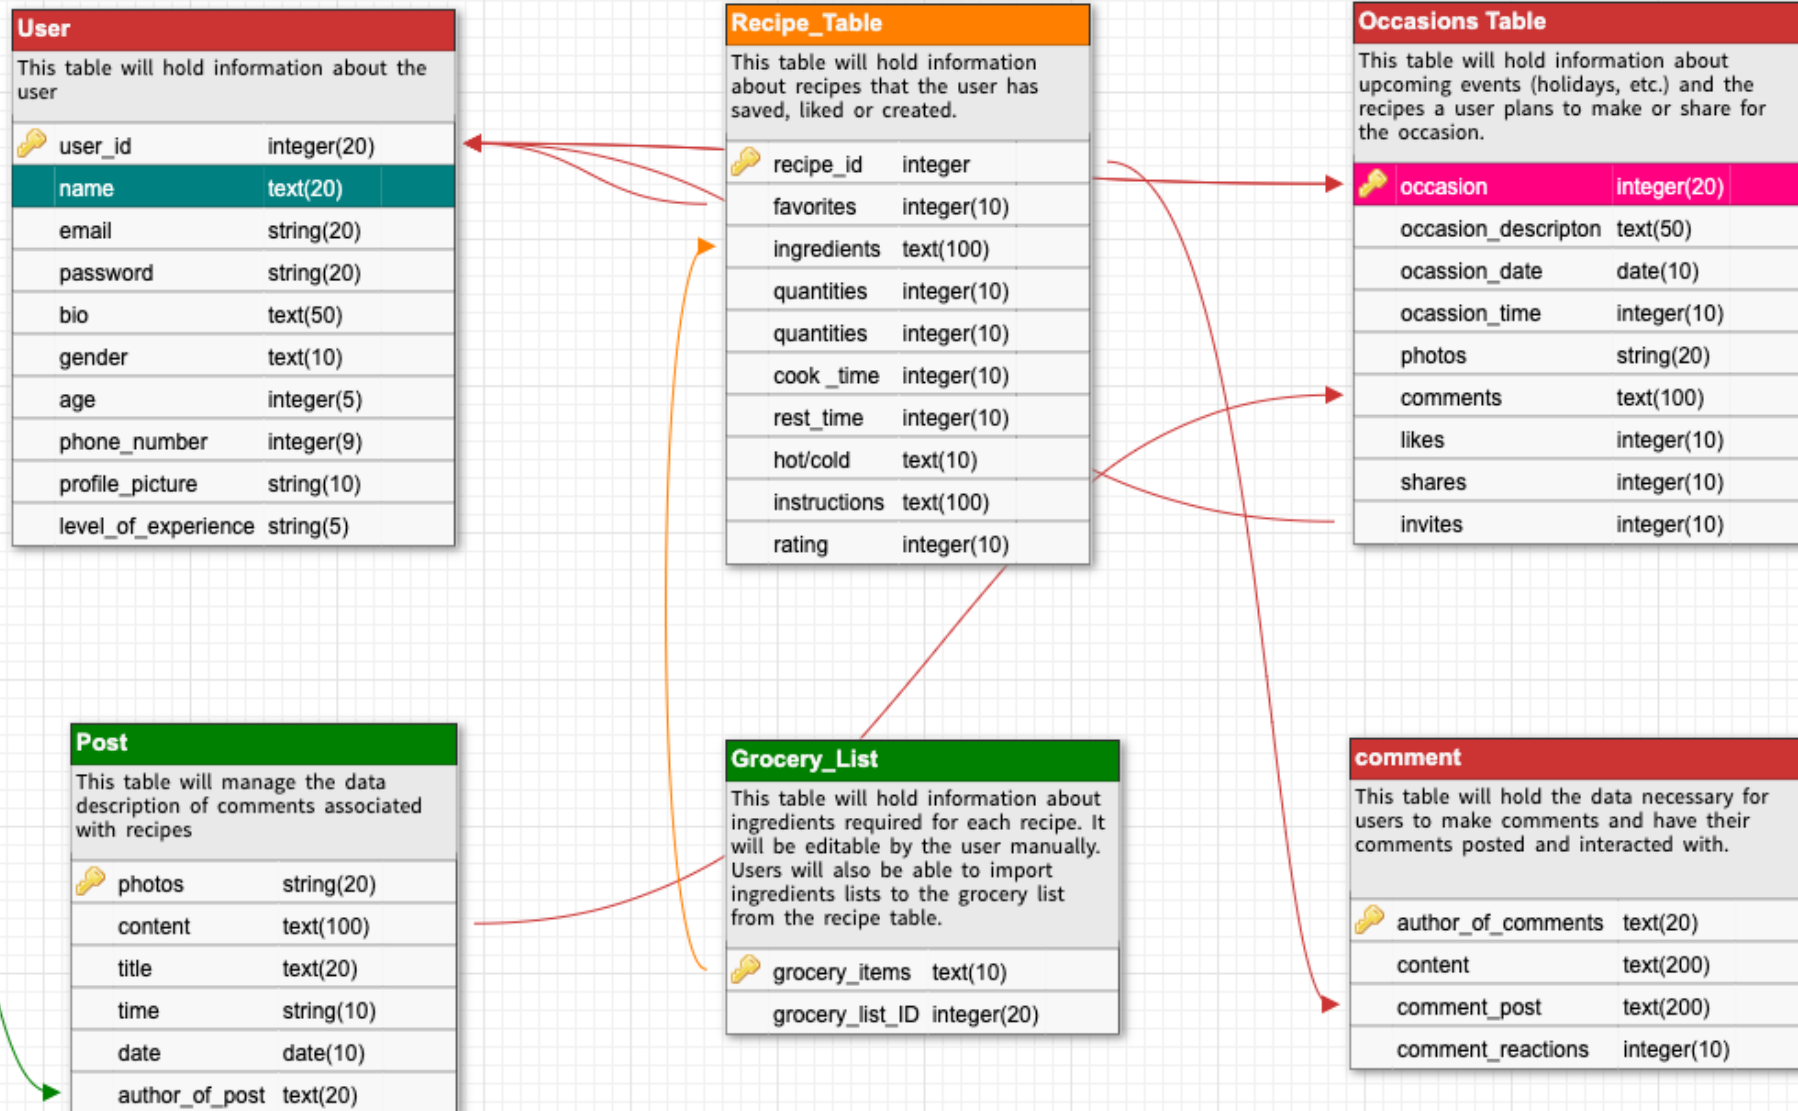 User
This table will hold information about the
user
user_id integer(20)
name text(20)
email string(20)
password string(20)
bio text(50)
gender text(10)
age integer(5)
phone_number integer(9)
profile_picture string(10)
level_of_experience string(5)
Recipe_Table
This table will hold information
about recipes that the user has
saved, liked or created.
recipe_id integer
favorites integer(10)
ingredients text(100)
quantities integer(10)
quantities integer(10)
cook _time integer(10)
rest_time integer(10)
hot/cold text(10)
instructions text(100)
rating integer(10)
Occasions Table
This table will hold information about
upcoming events (holidays, etc.) and the
recipes a user plans to make or share for
the occasion.
occasion integer(20)
occasion_descripton text(50)
ocassion_date date(10)
ocassion_time integer(10)
photos string(20)
comments text(100)
likes integer(10)
shares integer(10)
invites integer(10)
Post
This table will manage the data
description of comments associated
with recipes
photos string(20)
content text(100)
title text(20)
time string(10)
date date(10)
author_of_post text(20)
Grocery_List
This table will hold information about
ingredients required for each recipe. It
will be editable by the user manually.
Users will also be able to import
ingredients lists to the grocery list
from the recipe table.
grocery_items text(10)
grocery_list_ID integer(20)
comment
This table will hold the data necessary for
users to make comments and have their
comments posted and interacted with.
author_of_comments text(20)
content text(200)
comment_post text(200)
comment_reactions integer(10)